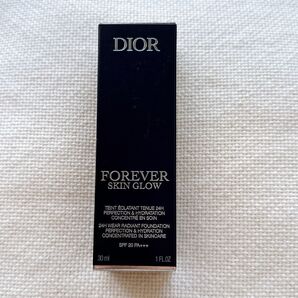 DIOR
FOREVER
SKIN GLOW
TEINT ÉCLATANT TENUE 24H
PERFECTION & HYDRATATION
CONCENTRÉ EN SOIN
24H WEAR RADIANT FOUNDATION
PERFECTION & HYDRATION
CONCENTRATED IN SKINCARE
SPF 20 PA+++
30 ml 1 FL.OZ